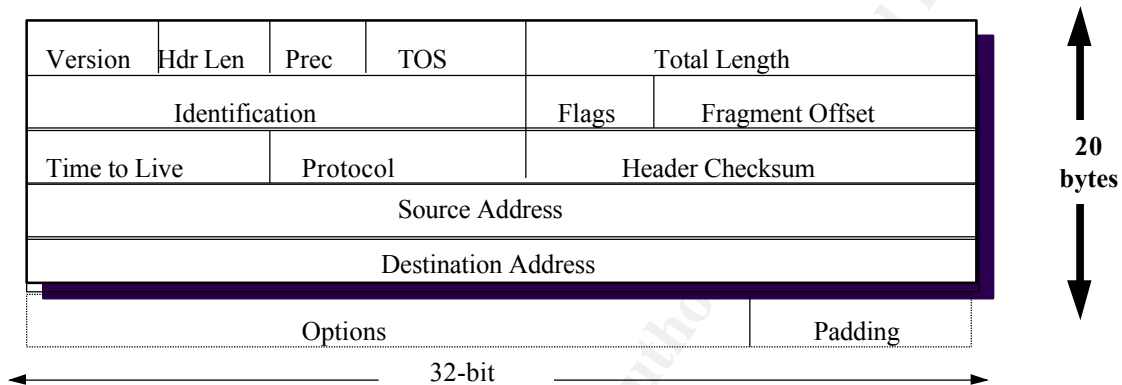 Version Hdr Len Prec TOS Total Length
Identification Flags Fragment Offset
Time to Live Protocol Header Checksum
Source Address
Destination Address
Options Padding
32-bit
20
bytes